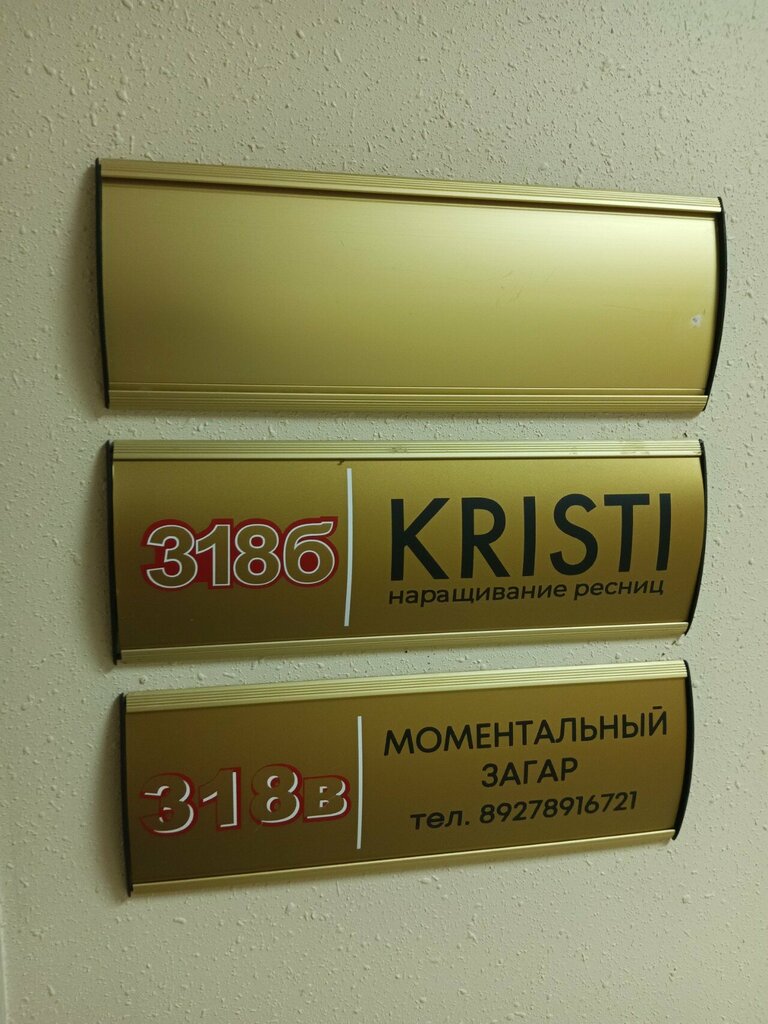 318б
KRISTI
наращивание ресниц
318в
МОМЕНТАЛЬНЫЙ
ЗАГАР
тел. 89278916721